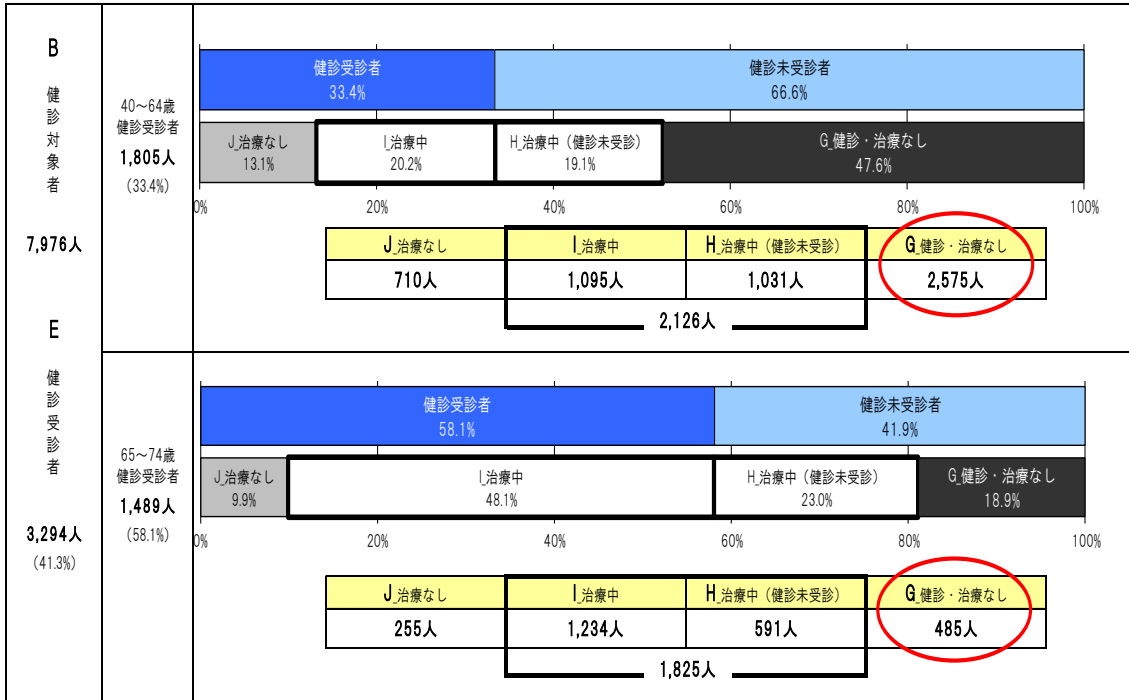 B
健診対象者
7,976人
E
健診受診者
3,294人
(41.3%)
40～64歳
健診受診者
1,805人
(33.4%)
健診受診者
33.4%
健診未受診者
66.6%
J_治療なし
13.1%
I_治療中
20.2%
H_治療中（健診未受診）
19.1%
G_健診・治療なし
47.6%
0% 20% 40% 60% 80% 100%
J_治療なし I_治療中 H_治療中（健診未受診） G_健診・治療なし
710人 1,095人 1,031人 2,575人
2,126人
65～74歳
健診受診者
1,489人
(58.1%)
健診受診者
58.1%
健診未受診者
41.9%
J_治療なし
9.9%
I_治療中
48.1%
H_治療中（健診未受診）
23.0%
G_健診・治療なし
18.9%
0% 20% 40% 60% 80% 100%
J_治療なし I_治療中 H_治療中（健診未受診） G_健診・治療なし
255人 1,234人 591人 485人
1,825人